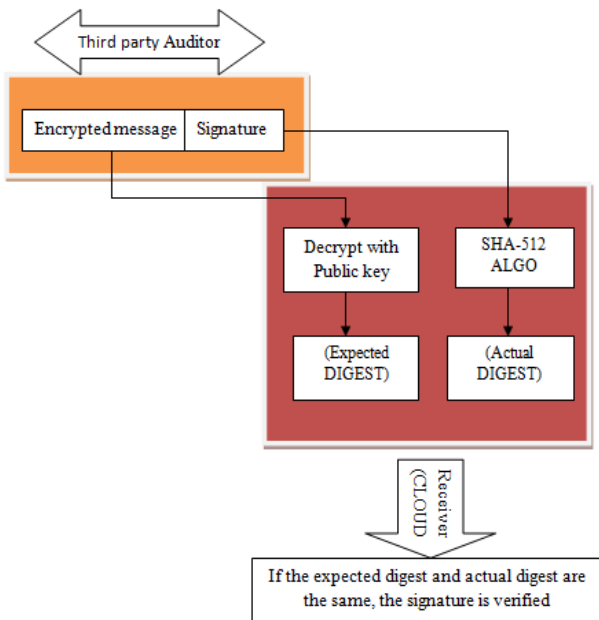 Third party Auditor
Encrypted message
Signature
Decrypt with
Public key
SHA-512
ALGO
(Expected
DIGEST)
(Actual
DIGEST)
Receiver
(CLOUD
If the expected digest and actual digest are
the same, the signature is verified